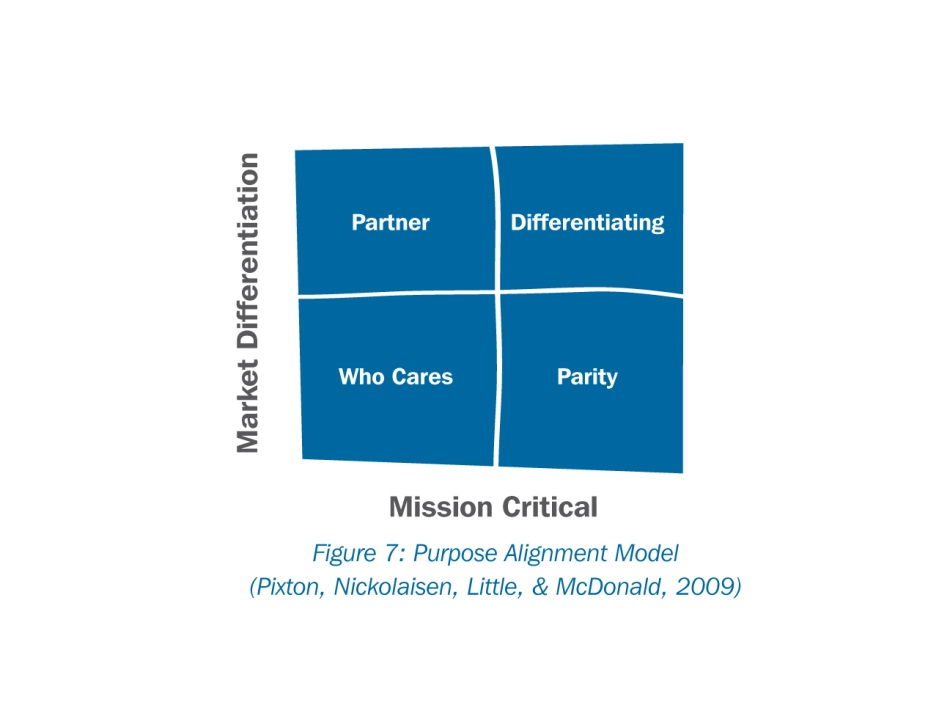 Market Differentiation
Partner
Differentiating
Who Cares
Parity
Mission Critical
Figure 7: Purpose Alignment Model
(Pixton, Nickolaisen, Little, & McDonald, 2009)